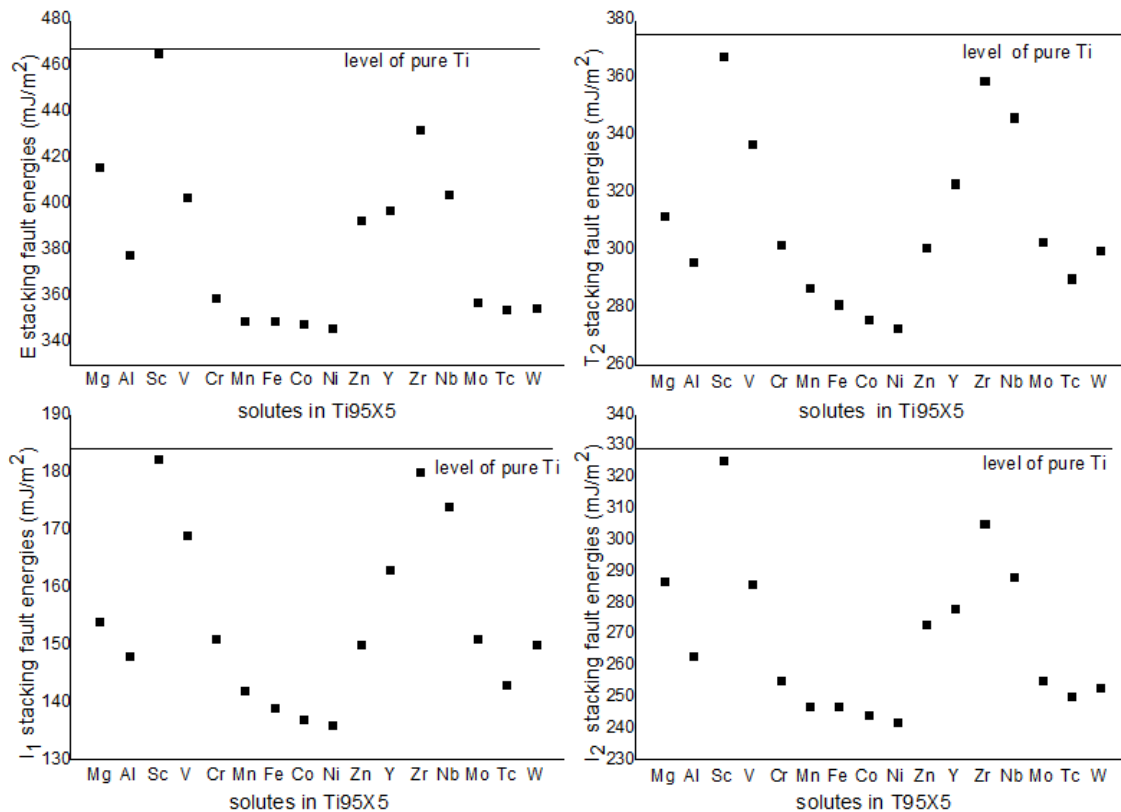 E stacking fault energies (mJ/m²)
480
460
440
420
400
380
360
340
level of pure Ti
Mg Al Sc V Cr Mn Fe Co Ni Zn Y Zr Nb Mo Tc W
solutes in Ti95X5
T₂ stacking fault energies (mJ/m²)
380
360
340
320
300
280
260
level of pure Ti
Mg Al Sc V Cr Mn Fe Co Ni Zn Y Zr Nb Mo Tc W
solutes in Ti95X5
I₁ stacking fault energies (mJ/m²)
190
180
170
160
150
140
130
level of pure Ti
Mg Al Sc V Cr Mn Fe Co Ni Zn Y Zr Nb Mo Tc W
solutes in Ti95X5
I₂ stacking fault energies (mJ/m²)
340
330
320
310
300
290
280
270
260
250
240
230
level of pure Ti
Mg Al Sc V Cr Mn Fe Co Ni Zn Y Zr Nb Mo Tc W
solutes in T95X5